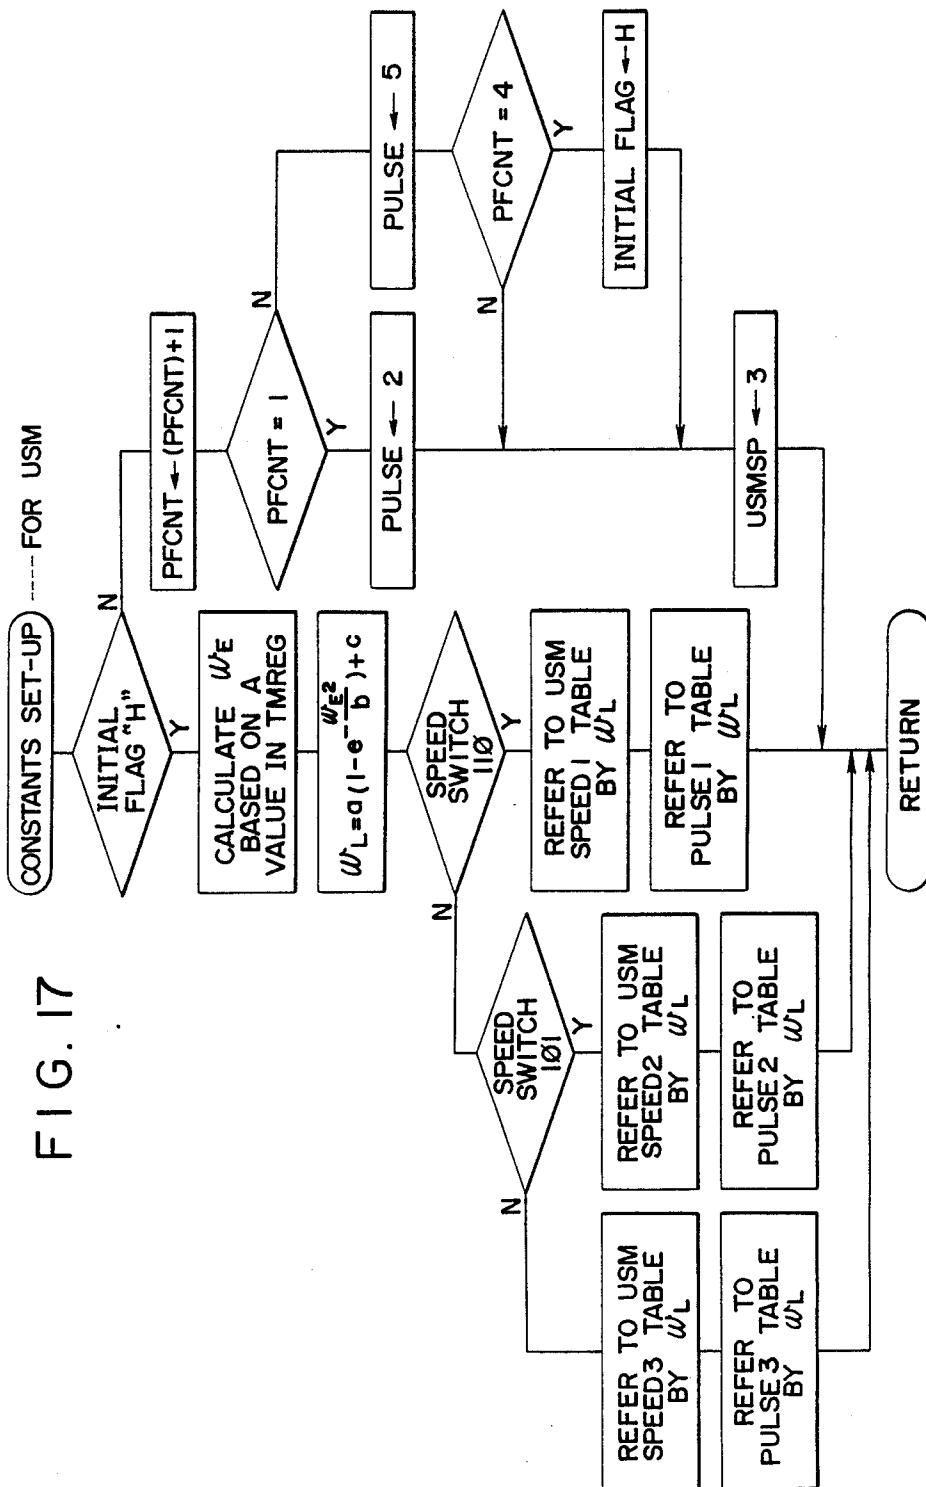 FIG. 17
CONSTANTS SET-UP ---- FOR USM
INITIAL
FLAG "H"
N
Y
CALCULATE ωE
BASED ON A
VALUE IN TMREG
ωL=a(1-e-ωE2/b)+c
SPEED
SWITCH
11Ø
N
Y
REFER TO USM
SPEED1 TABLE
BY ωL
REFER TO
PULSE1 TABLE
BY ωL
SPEED
SWITCH
1Ø1
N
Y
REFER TO USM
SPEED2 TABLE
BY ωL
REFER TO
PULSE2 TABLE
BY ωL
REFER TO USM
SPEED3 TABLE
BY ωL
REFER TO
PULSE3 TABLE
BY ωL
PFCNT←(PFCNT)+1
PFCNT = 1
N
Y
PULSE ← 2
PULSE ← 5
PFCNT = 4
N
Y
INITIAL FLAG ←H
USMSP ← 3
RETURN